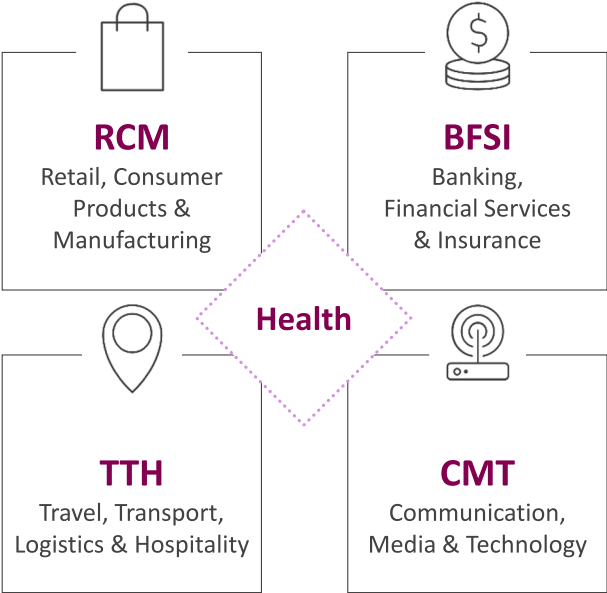 RCM
Retail, Consumer
Products &
Manufacturing
$
BFSI
Banking,
Financial Services
& Insurance
Health
TTH
Travel, Transport,
Logistics & Hospitality
CMT
Communication,
Media & Technology